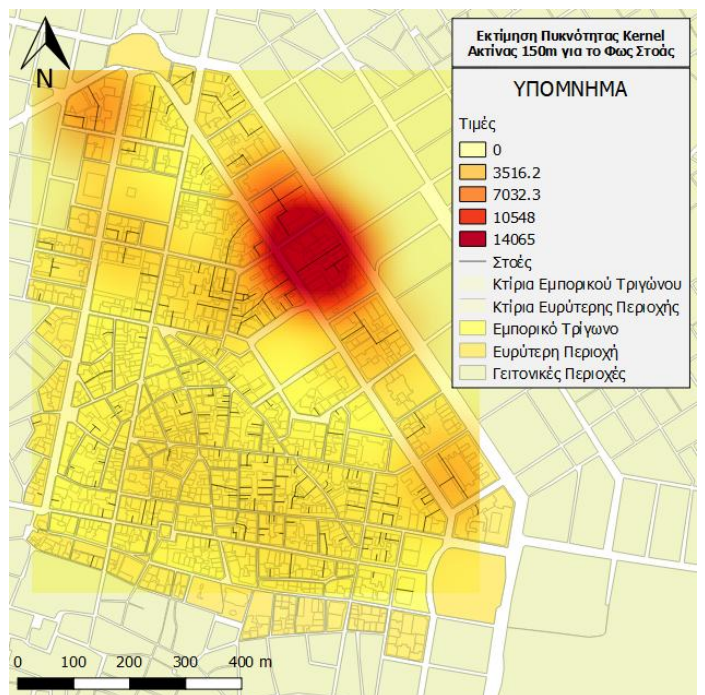 Εκτίμηση Πυκνότητας Kernel
Ακτίνας 150m για το Φως Στοάς
ΥΠΟΜΝΗΜΑ
Τιμές
0
3516.2
7032.3
10548
14065
Στοές
Κτίρια Εμπορικού Τριγώνου
Κτίρια Ευρύτερης Περιοχής
Εμπορικό Τρίγωνο
Ευρύτερη Περιοχή
Γειτονικές Περιοχές
N
0 100 200 300 400 m